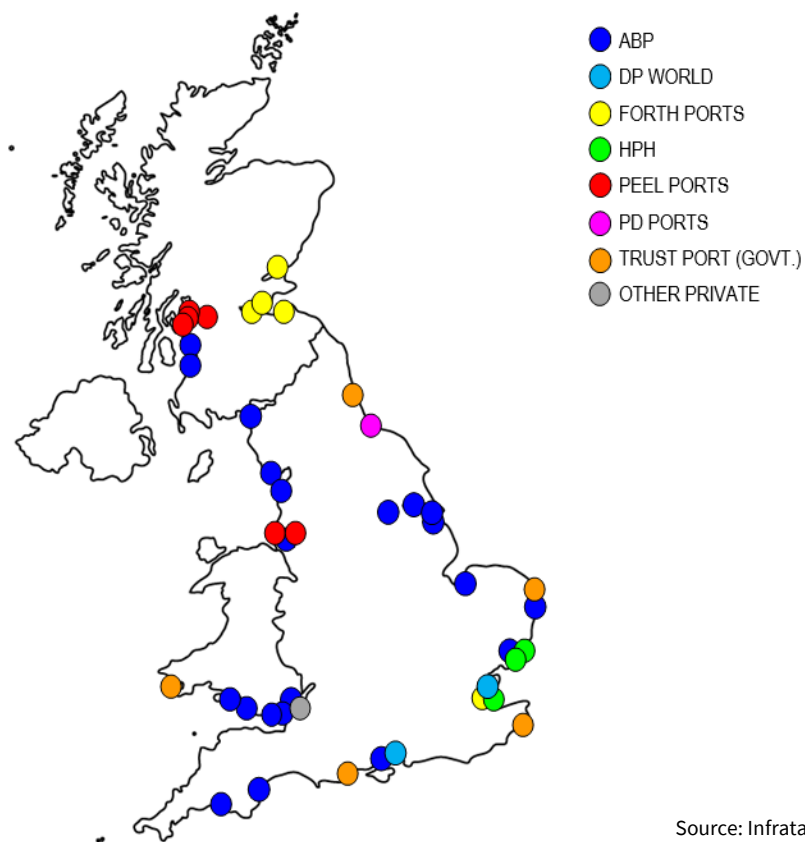 ABP
DP WORLD
FORTH PORTS
HPH
PEEL PORTS
PD PORTS
TRUST PORT (GOVT.)
OTHER PRIVATE
Source: Infrata